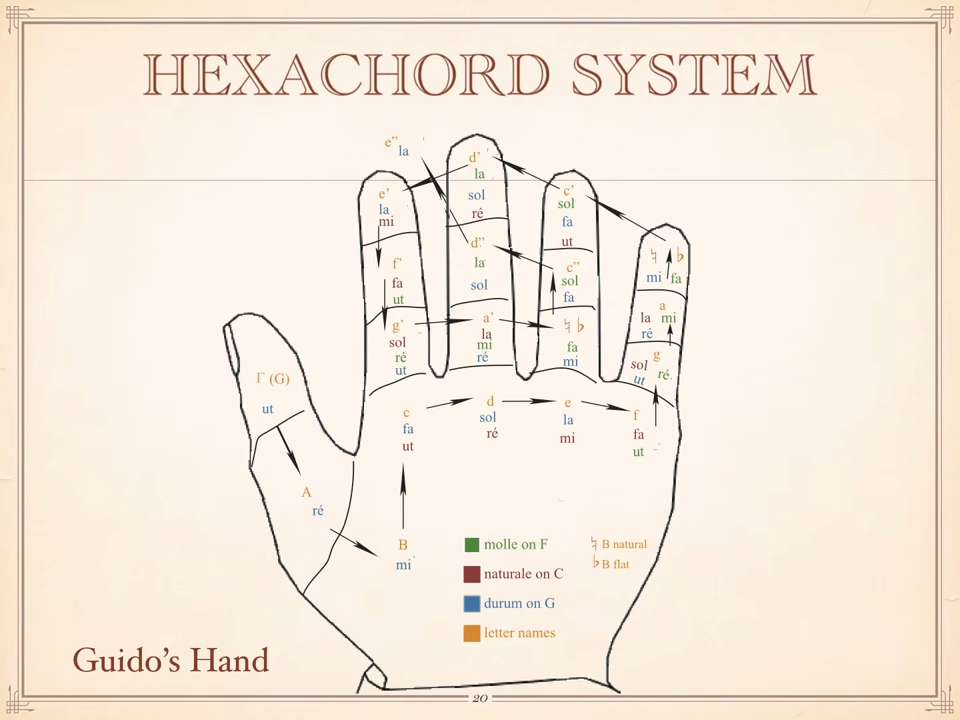 HEXACHORD SYSTEM
e”
la
d’
la
sol
ré
e’
la
mi
c’
sol
fa
ut
♮ ♭
mi fa
d”
la
sol
f’
fa
ut
c”
sol
fa
a
la mi
ré
g’
sol
ré
ut
a’
la
mi
ré
♮ ♭
fa
mi
g
sol ré
ut
Γ (G)
ut
c
fa
ut
d
sol
ré
e
la
mi
f
fa
ut
A
ré
B
mi
molle on F
naturale on C
durum on G
letter names
♮ B natural
♭ B flat
Guido’s Hand
20